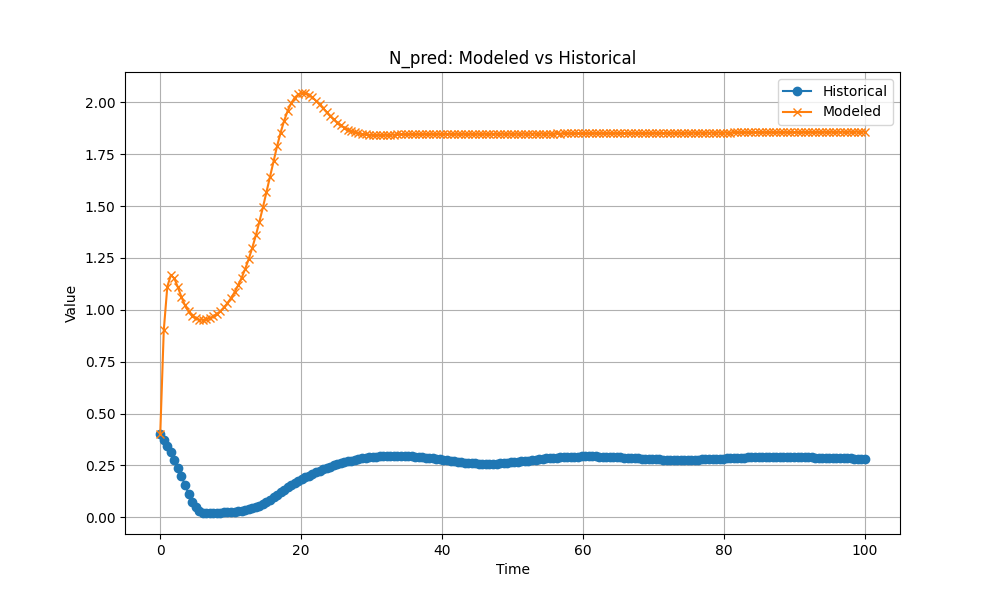 N_pred: Modeled vs Historical
Historical
Modeled
2.00
1.75
1.50
1.25
1.00
0.75
0.50
0.25
0.00
Value
0 20 40 60 80 100
Time